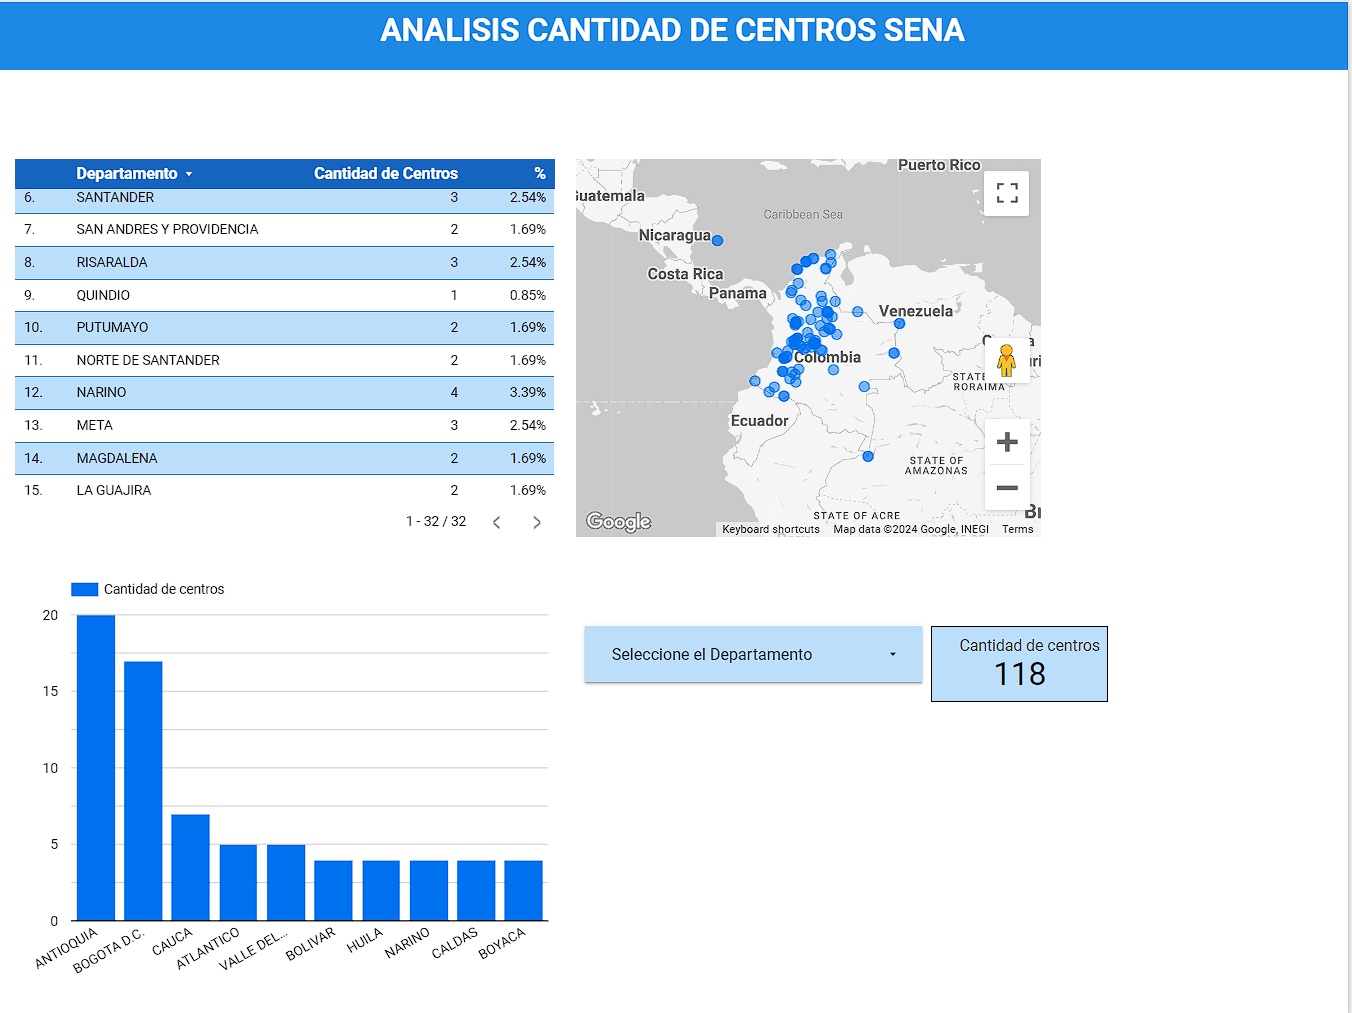 ANALISIS CANTIDAD DE CENTROS SENA
Departamento Cantidad de Centros %
6. SANTANDER 3 2.54%
7. SAN ANDRES Y PROVIDENCIA 2 1.69%
8. RISARALDA 3 2.54%
9. QUINDIO 1 0.85%
10. PUTUMAYO 2 1.69%
11. NORTE DE SANTANDER 2 1.69%
12. NARINO 4 3.39%
13. META 3 2.54%
14. MAGDALENA 2 1.69%
15. LA GUAJIRA 2 1.69%
1 - 32 / 32
Puerto Rico
Guatemala
Caribbean Sea
Nicaragua
Costa Rica
Panama
Venezuela
Colombia
STATE
RORAIMA
Ecuador
STATE OF
AMAZONAS
STATE OF ACRE
Google
Keyboard shortcuts Map data ©2024 Google, INEGI Terms
Cantidad de centros
20
15
10
5
0
ANTIOQUIA
BOGOTA D.C.
CAUCA
ATLANTICO
VALLE DEL...
BOLIVAR
HUILA
NARINO
CALDAS
BOYACA
Seleccione el Departamento
Cantidad de centros
118